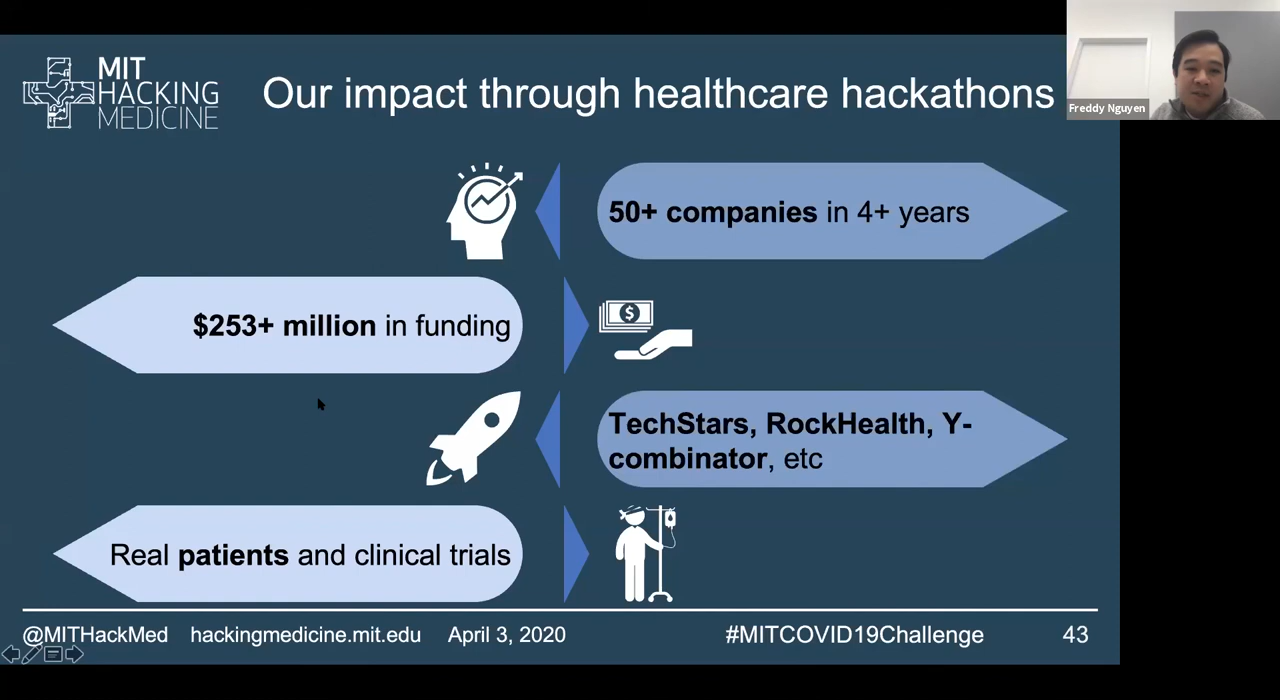 MIT
HACKING
MEDICINE
Our impact through healthcare hackathons
Freddy Nguyen
50+ companies in 4+ years
$253+ million in funding
$
TechStars, RockHealth, Y-
combinator, etc
Real patients and clinical trials
@MITHackMed hackingmedicine.mit.edu April 3, 2020 #MITCOVID19Challenge 43